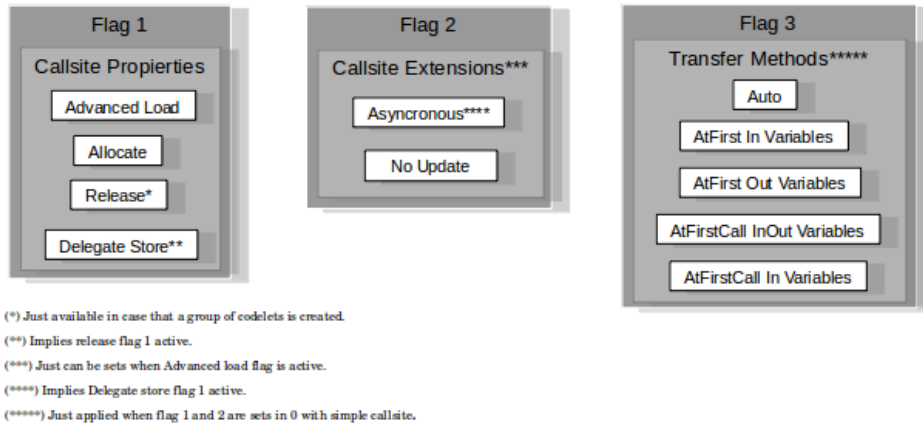 Flag 1
Callsite Propierties
Advanced Load
Allocate
Release*
Delegate Store**
Flag 2
Callsite Extensions***
Asyncronous****
No Update
Flag 3
Transfer Methods*****
Auto
AtFirst In Variables
AtFirst Out Variables
AtFirstCall InOut Variables
AtFirstCall In Variables
(*) Just available in case that a group of codelets is created.
(**) Implies release flag 1 active.
(***) Just can be sets when Advanced load flag is active.
(****) Implies Delegate store flag 1 active.
(*****) Just applied when flag 1 and 2 are sets in 0 with simple callsite.